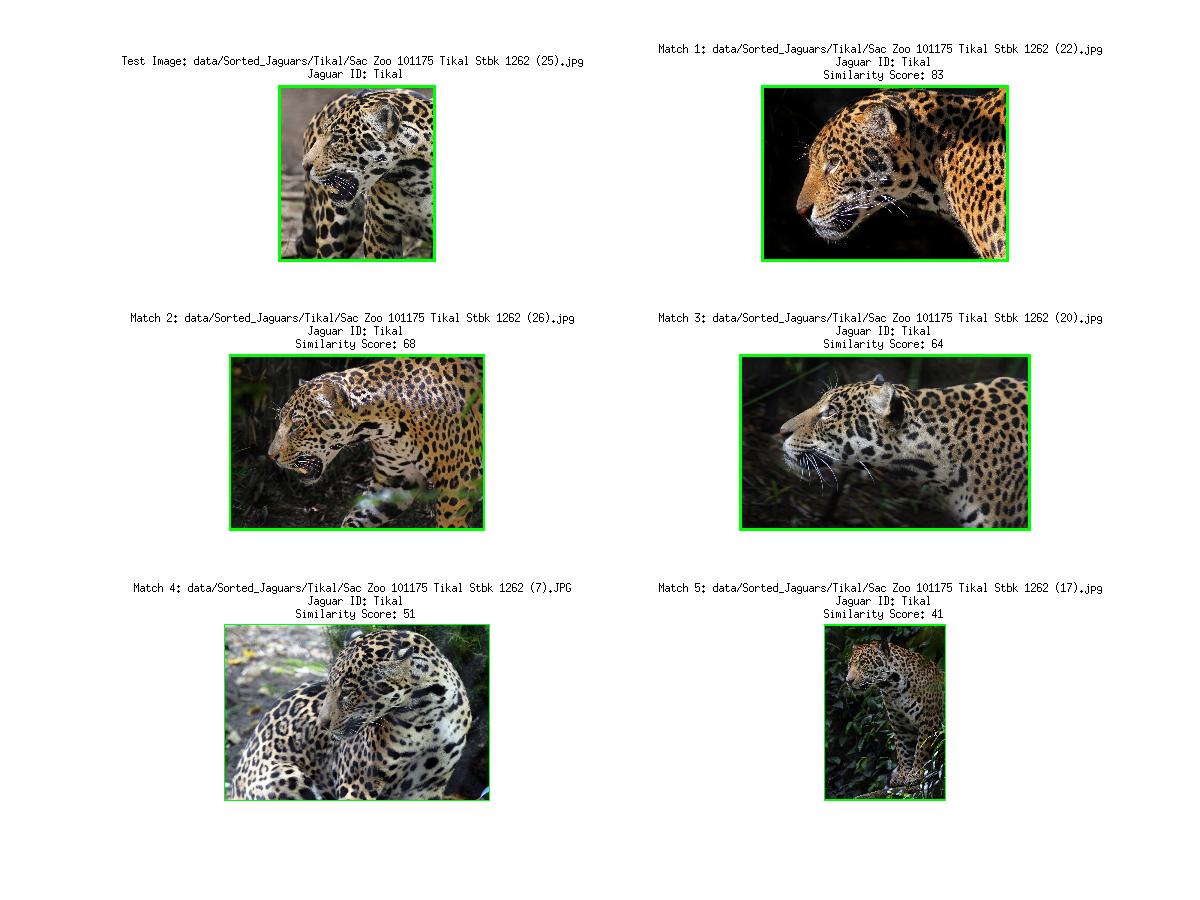 Test Image: data/Sorted_Jaguars/Tikal/Sac Zoo 101175 Tikal Stbk 1262 (25).jpg
Jaguar ID: Tikal
Match 1: data/Sorted_Jaguars/Tikal/Sac Zoo 101175 Tikal Stbk 1262 (22).jpg
Jaguar ID: Tikal
Similarity Score: 83
Match 2: data/Sorted_Jaguars/Tikal/Sac Zoo 101175 Tikal Stbk 1262 (26).jpg
Jaguar ID: Tikal
Similarity Score: 68
Match 3: data/Sorted_Jaguars/Tikal/Sac Zoo 101175 Tikal Stbk 1262 (20).jpg
Jaguar ID: Tikal
Similarity Score: 64
Match 4: data/Sorted_Jaguars/Tikal/Sac Zoo 101175 Tikal Stbk 1262 (7).JPG
Jaguar ID: Tikal
Similarity Score: 51
Match 5: data/Sorted_Jaguars/Tikal/Sac Zoo 101175 Tikal Stbk 1262 (17).jpg
Jaguar ID: Tikal
Similarity Score: 41